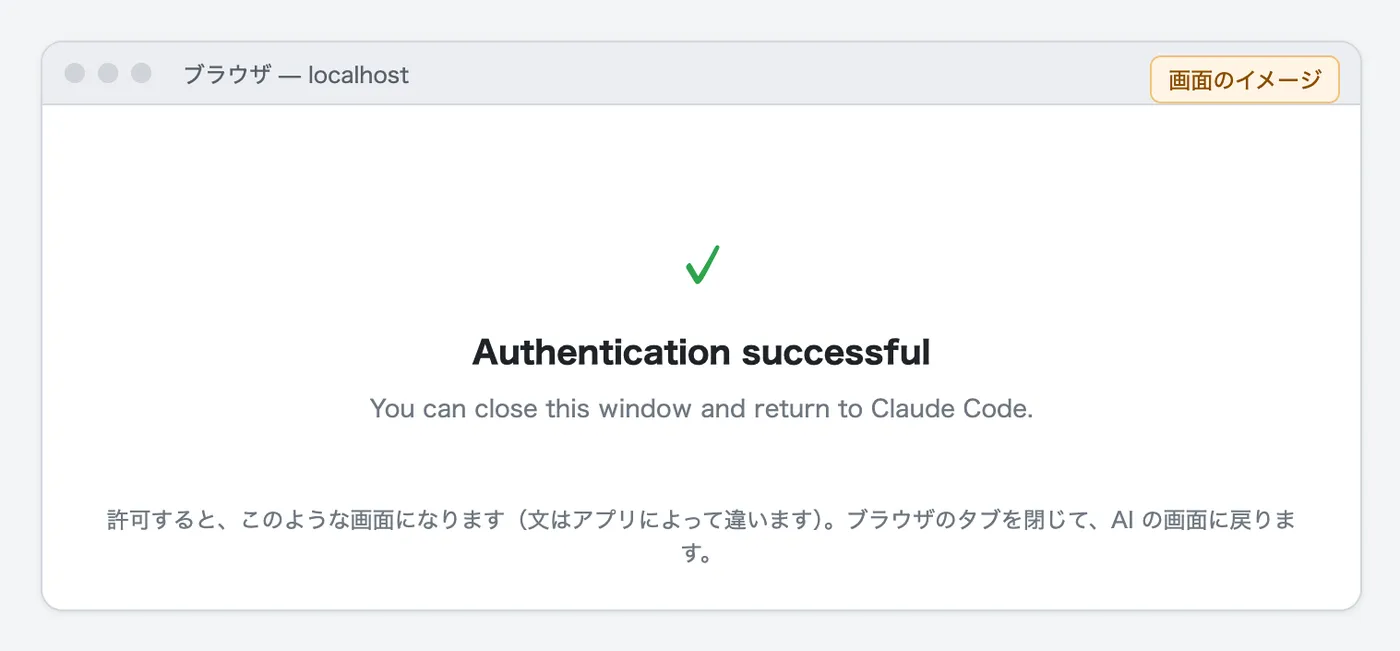 ブラウザ — localhost
画面のイメージ
✓
Authentication successful
You can close this window and return to Claude Code.
許可すると、このような画面になります（文はアプリによって違います）。ブラウザのタブを閉じて、AI の画面に戻りま
す。